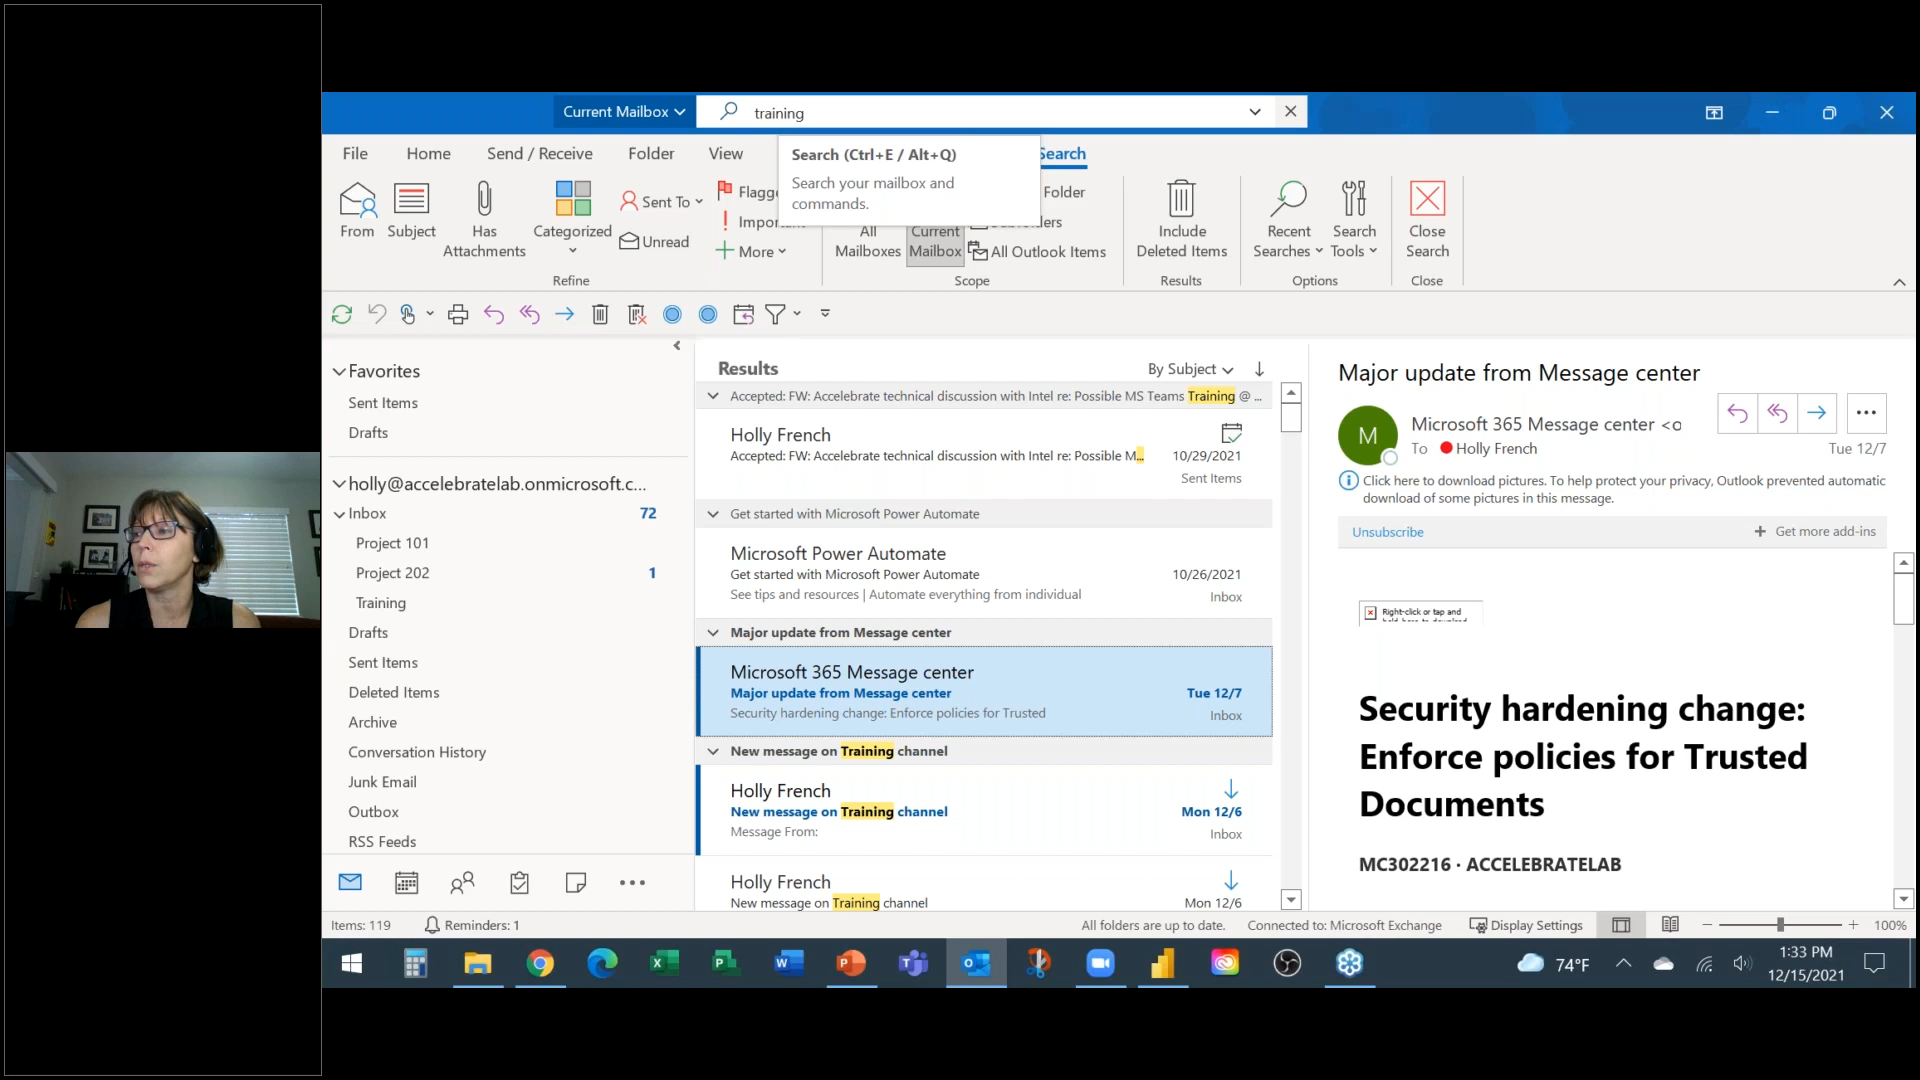 Current Mailbox
training
File
Home
Send / Receive
Folder
View
Search
Search (Ctrl+E / Alt+Q)
Search your mailbox and
commands.
From
Subject
Has
Attachments
Categorized
Sent To
Unread
Flagge
Important
More
Refine
All
Mailboxes
Current
Mailbox
Folder
All Outlook Items
Scope
Include
Deleted Items
Results
Recent
Searches
Search
Tools
Options
Close
Search
Close
Favorites
Sent Items
Drafts
holly@accelebratelab.onmicrosoft.c...
Inbox 72
Project 101
Project 202 1
Training
Drafts
Sent Items
Deleted Items
Archive
Conversation History
Junk Email
Outbox
RSS Feeds
Results
By Subject
Accepted: FW: Accelebrate technical discussion with Intel re: Possible MS Teams Training @ ...
Holly French
Accepted: FW: Accelebrate technical discussion with Intel re: Possible M... 10/29/2021
Sent Items
Get started with Microsoft Power Automate
Microsoft Power Automate
Get started with Microsoft Power Automate 10/26/2021
See tips and resources | Automate everything from individual Inbox
Major update from Message center
Microsoft 365 Message center
Major update from Message center Tue 12/7
Security hardening change: Enforce policies for Trusted Inbox
New message on Training channel
Holly French
New message on Training channel Mon 12/6
Message From: Inbox
Holly French
New message on Training channel Mon 12/6
Major update from Message center
M
Microsoft 365 Message center <o
To Holly French
Tue 12/7
Click here to download pictures. To help protect your privacy, Outlook prevented automatic
download of some pictures in this message.
Unsubscribe
+ Get more add-ins
Right-click or tap and
Security hardening change:
Enforce policies for Trusted
Documents
MC302216 · ACCELEBRATELAB
Items: 119
Reminders: 1
All folders are up to date.
Connected to: Microsoft Exchange
Display Settings
100%
74°F
1:33 PM
12/15/2021